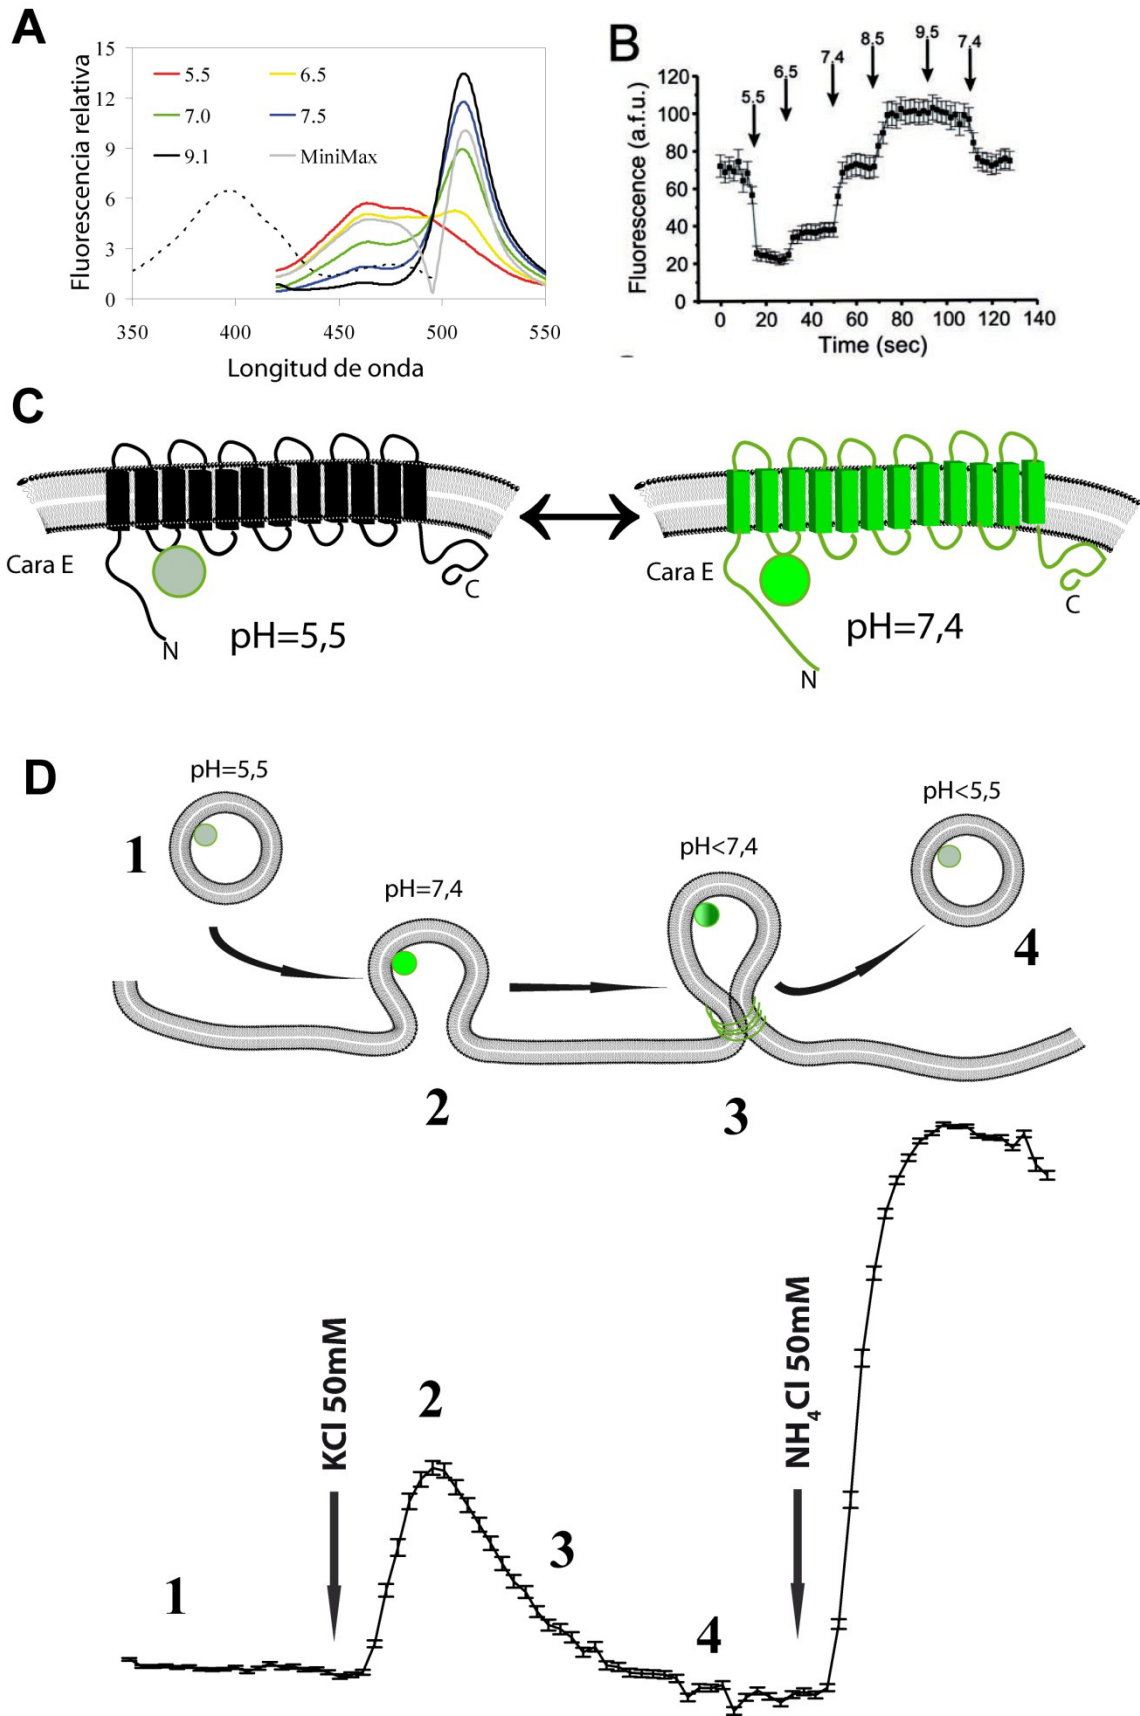 A
Fluorescencia relativa
15
12
9
6
3
0
5.5
6.5
7.0
7.5
9.1
MiniMax
350
400
450
500
550
Longitud de onda
B
Fluorescence (a.f.u.)
120
100
80
60
40
20
0
5.5
6.5
7.4
8.5
9.5
7.4
0
20
40
60
80
100
120
140
Time (sec)
C
Cara E
N
C
pH=5,5
Cara E
N
C
pH=7,4
D
pH=5,5
1
pH=7,4
2
pH<7,4
3
pH<5,5
4
1
KCl 50mM
2
3
4
NH₄Cl 50mM